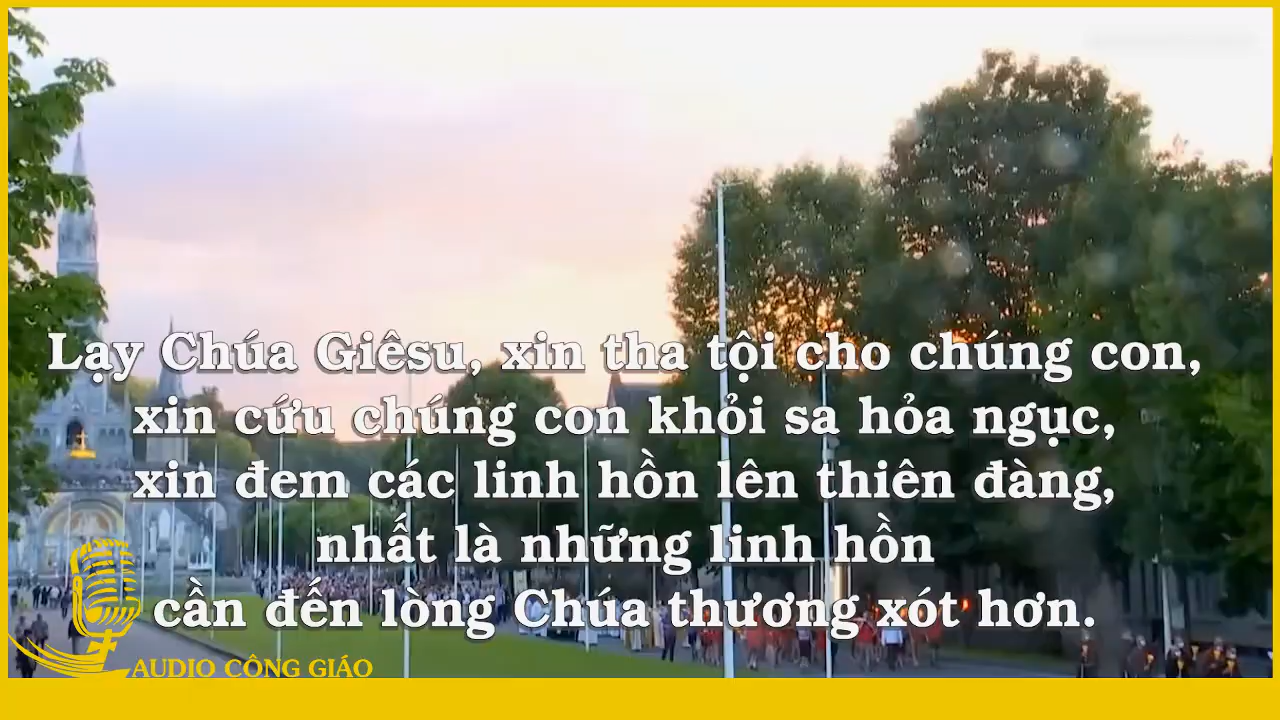 Lạy Chúa Giêsu, xin tha tội cho chúng con,
xin cứu chúng con khỏi sa hỏa ngục,
xin đem các linh hồn lên thiên đàng,
nhất là những linh hồn
cần đến lòng Chúa thương xót hơn.
AUDIO CÔNG GIÁO